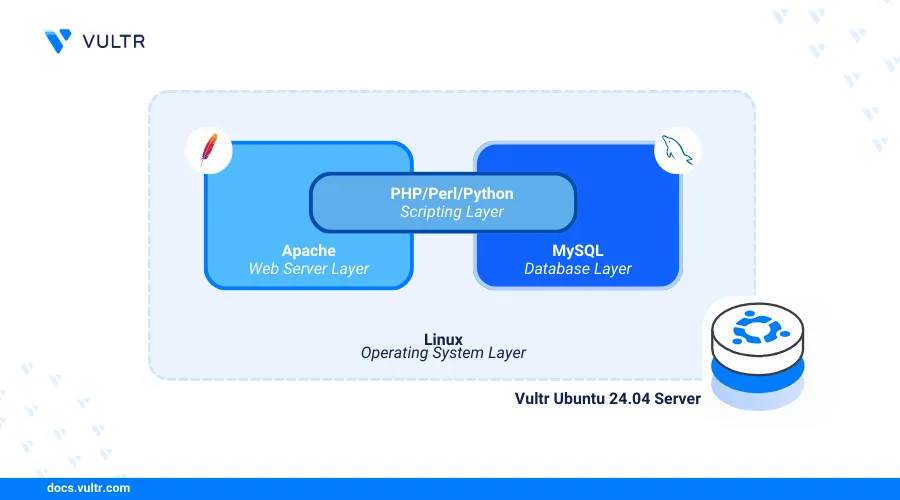 VULTR
PHP/Perl/Python
Scripting Layer
Apache
Web Server Layer
MySQL
Database Layer
Linux
Operating System Layer
Vultr Ubuntu 24.04 Server
docs.vultr.com